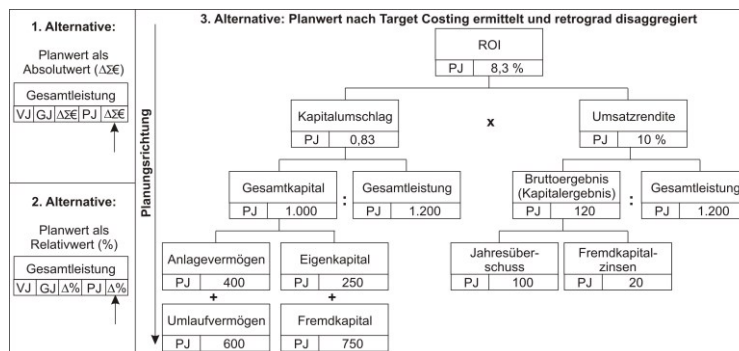 1. Alternative:
Planwert als
Absolutwert (ΔΣ€)
Gesamtleistung
VJ GJ ΔΣ€ PJ ΔΣ€
2. Alternative:
Planwert als
Relativwert (%)
Gesamtleistung
VJ GJ Δ% PJ Δ%
Planungsrichtung
3. Alternative: Planwert nach Target Costing ermittelt und retrograd disaggregiert
ROI
PJ 8,3 %
Kapitalumschlag x Umsatzrendite
PJ 0,83 PJ 10 %
Gesamtkapital : Gesamtleistung Bruttoergebnis (Kapitalergebnis) : Gesamtleistung
PJ 1.000 PJ 1.200 PJ 120 PJ 1.200
Anlagevermögen Eigenkapital Jahresüber- Fremdkapital-
schuss zinsen
PJ 400 PJ 250 PJ 100 PJ 20
+ +
Umlaufvermögen Fremdkapital
PJ 600 PJ 750